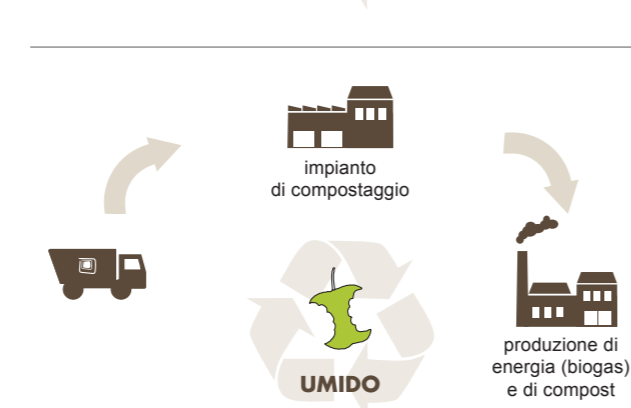 impianto
di compostaggio
UMIDO
produzione di
energia (biogas)
e di compost